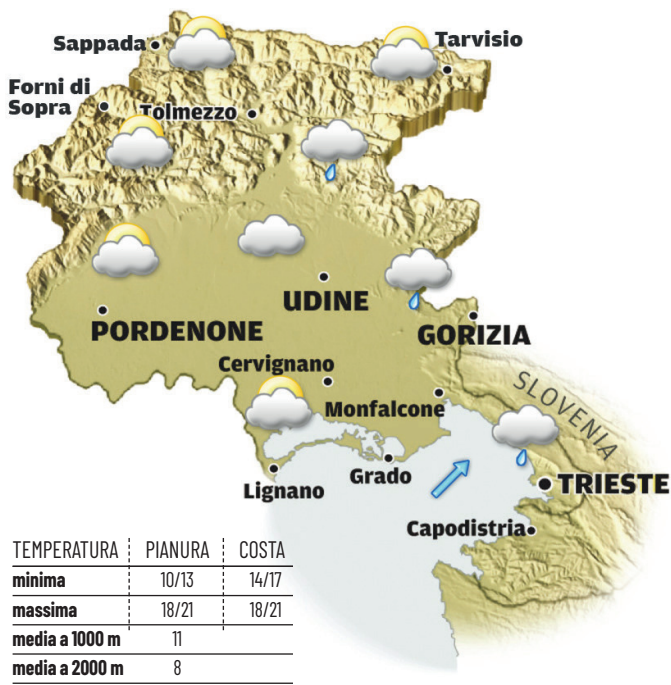 Sappada
Tarvisio
Forni di
Sopra
Tolmezzo
UDINE
PORDENONE
GORIZIA
Cervignano
SLOVENIA
Monfalcone
Grado
Lignano
TRIESTE
Capodistria
TEMPERATURA PIANURA COSTA
minima 10/13 14/17
massima 18/21 18/21
media a 1000 m 11
media a 2000 m 8